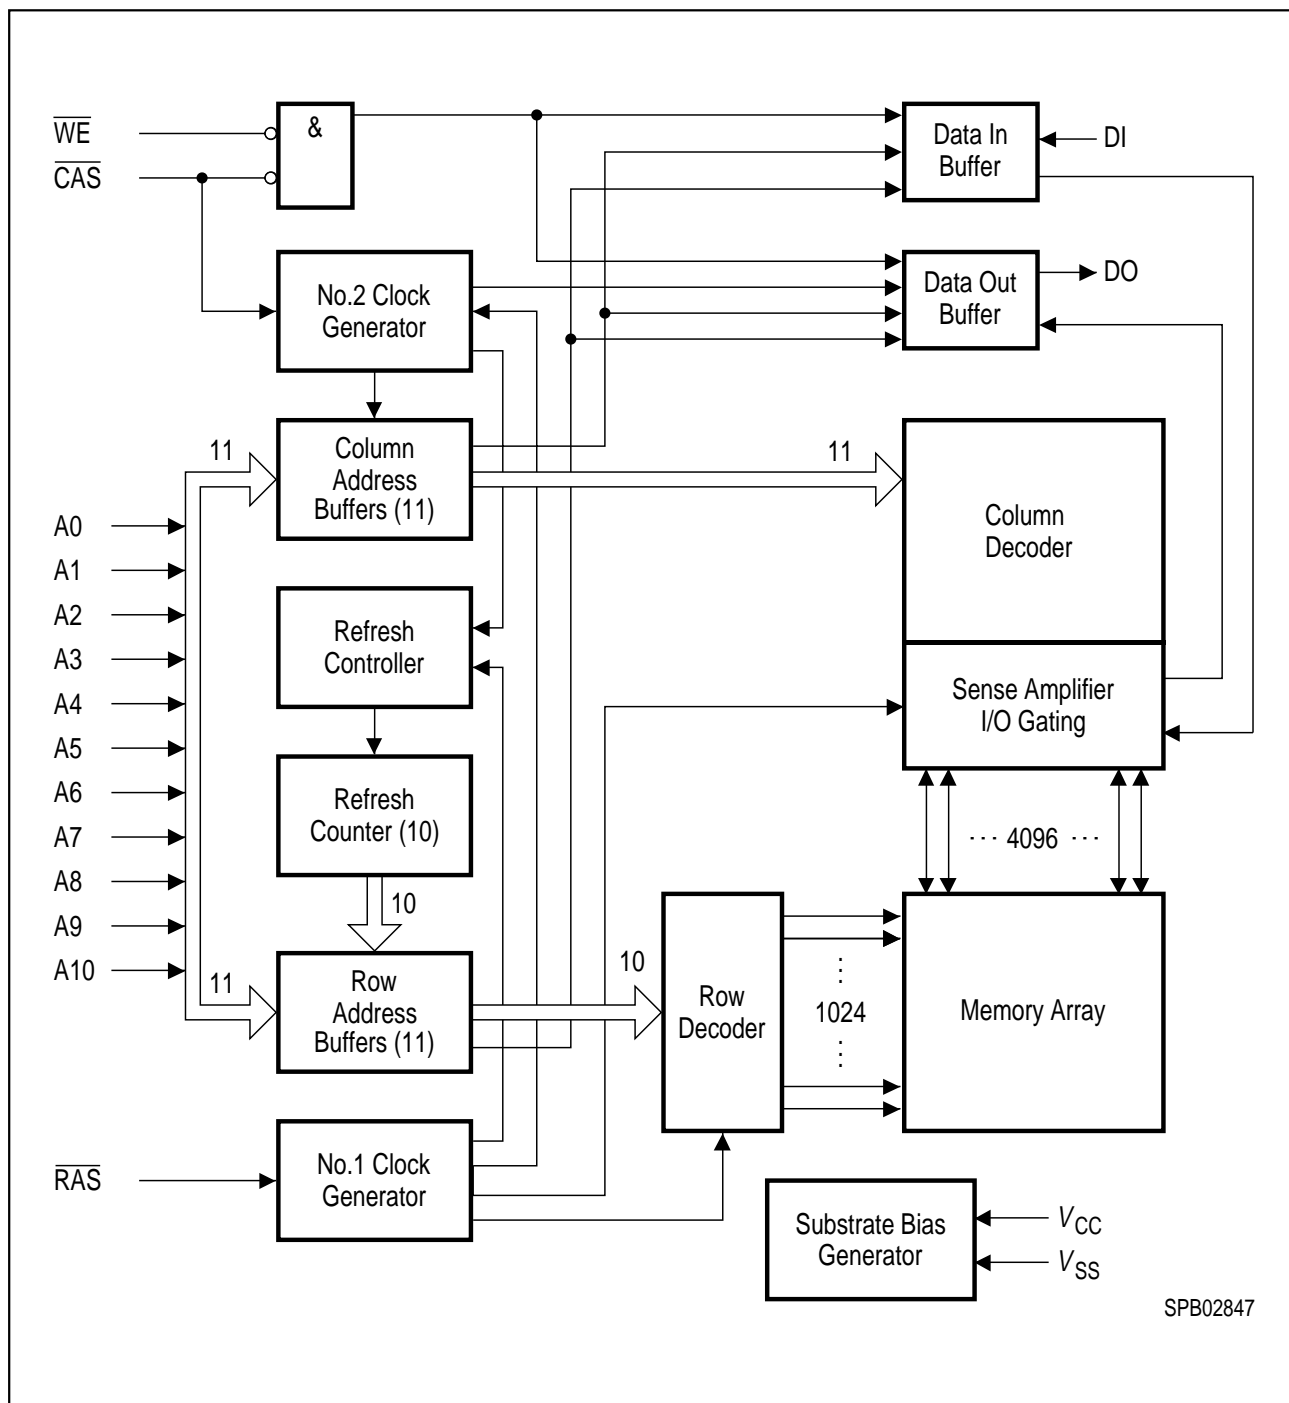 WE
&
Data In
Buffer
DI
CAS
No.2 Clock
Generator
Data Out
Buffer
DO
11
Column
Address
Buffers (11)
11
Column
Decoder
A0
A1
A2
A3
A4
A5
A6
A7
A8
A9
A10
Refresh
Controller
Sense Amplifier
I/O Gating
Refresh
Counter (10)
··· 4096 ···
10
11
Row
Address
Buffers (11)
10
Row
Decoder
1024
Memory Array
RAS
No.1 Clock
Generator
Substrate Bias
Generator
VCC
VSS
SPB02847